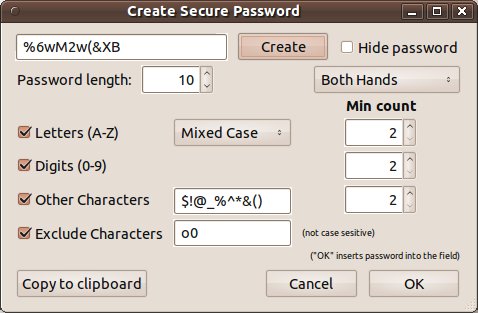 Create Secure Password
%6wM2w(&XB Create Hide password
Password length: 10 Both Hands
Min count
Letters (A-Z) Mixed Case 2
Digits (0-9) 2
Other Characters $!@_%^*&() 2
Exclude Characters o0 (not case sesitive)
("OK" inserts password into the field)
Copy to clipboard Cancel OK